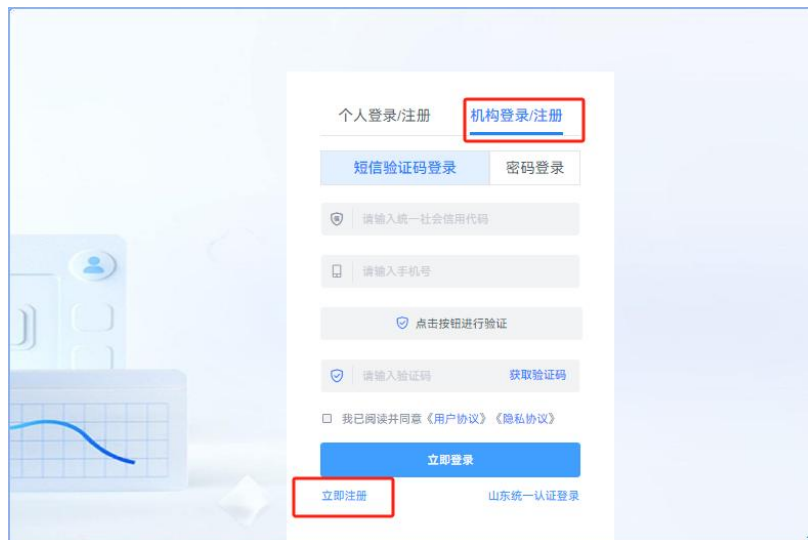 个人登录/注册 机构登录/注册
短信验证码登录 密码登录
请输入统一社会信用代码
请输入手机号
点击按钮进行验证
请输入验证码 获取验证码
我已阅读并同意《用户协议》《隐私协议》
立即登录
立即注册 山东统一认证登录